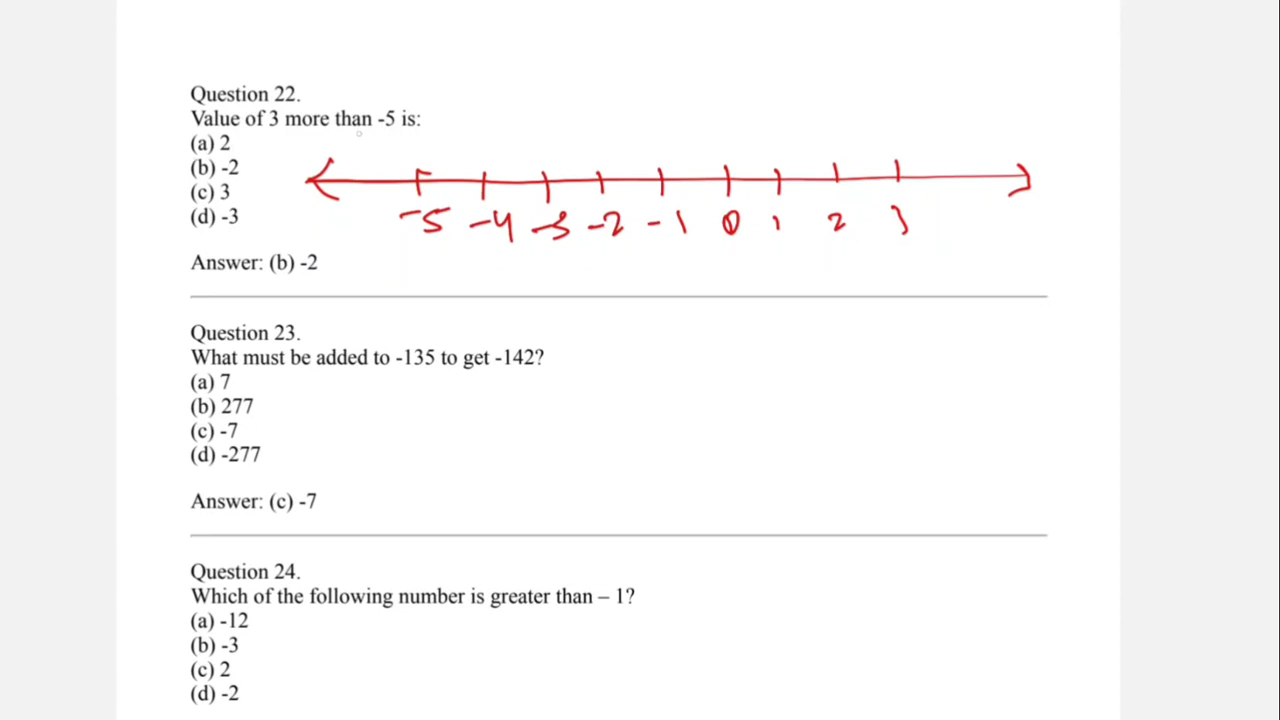 Question 22.
Value of 3 more than -5 is:
(a) 2
(b) -2
(c) 3
(d) -3
-5 -4 -3 -2 -1 0 1 2 3
Answer: (b) -2
Question 23.
What must be added to -135 to get -142?
(a) 7
(b) 277
(c) -7
(d) -277
Answer: (c) -7
Question 24.
Which of the following number is greater than – 1?
(a) -12
(b) -3
(c) 2
(d) -2